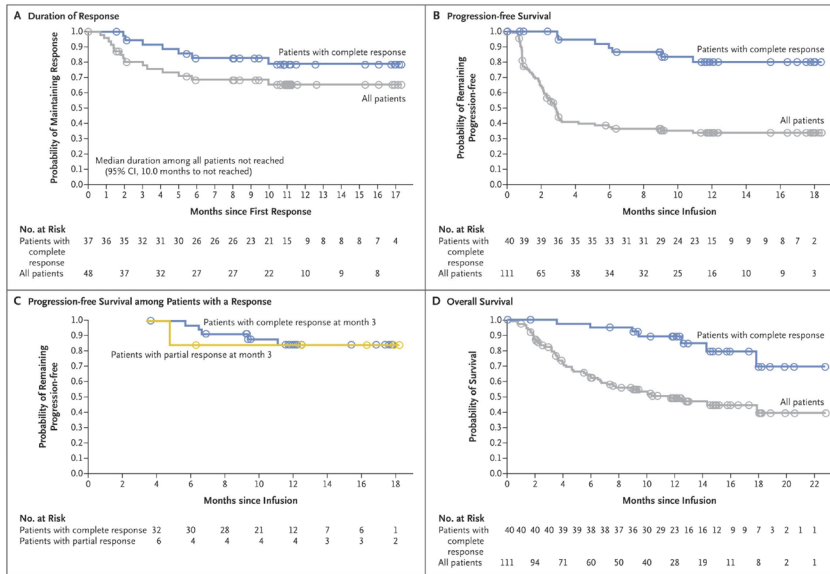 A Duration of Response
1.0
0.9
0.8
0.7
0.6
0.5
0.4
0.3
0.2
0.1
0.0
Probability of Maintaining Response
Patients with complete response
All patients
Median duration among all patients not reached
(95% CI, 10.0 months to not reached)
0 1 2 3 4 5 6 7 8 9 10 11 12 13 14 15 16 17
Months since First Response
No. at Risk
Patients with complete response
37 36 35 32 31 30 26 26 26 23 21 15 9 8 8 8 7 4
All patients
48 37 32 27 27 22 10 9 8
B Progression-free Survival
1.0
0.9
0.8
0.7
0.6
0.5
0.4
0.3
0.2
0.1
0.0
Probability of Remaining
Progression-free
Patients with complete response
All patients
0 2 4 6 8 10 12 14 16 18
Months since Infusion
No. at Risk
Patients with
complete
response
40 39 39 36 35 35 33 31 31 29 24 23 15 9 9 9 8 7 2
All patients
111 65 38 34 32 25 16 10 9 3
C Progression-free Survival among Patients with a Response
1.0
0.9
0.8
0.7
0.6
0.5
0.4
0.3
0.2
0.1
0.0
Probability of Remaining
Progression-free
Patients with complete response at month 3
Patients with partial response at month 3
0 2 4 6 8 10 12 14 16 18
Months since Infusion
No. at Risk
Patients with complete response 32 30 28 21 12 7 6 1
Patients with partial response 6 4 4 4 4 3 3 2
D Overall Survival
1.0
0.9
0.8
0.7
0.6
0.5
0.4
0.3
0.2
0.1
0.0
Probability of Survival
Patients with complete response
All patients
0 2 4 6 8 10 12 14 16 18 20 22
Months since Infusion
No. at Risk
Patients with
complete
response
40 40 40 40 39 39 38 38 37 36 30 29 23 16 16 12 9 9 7 3 2 1 1
All patients
111 94 71 60 50 40 28 19 11 8 2 1